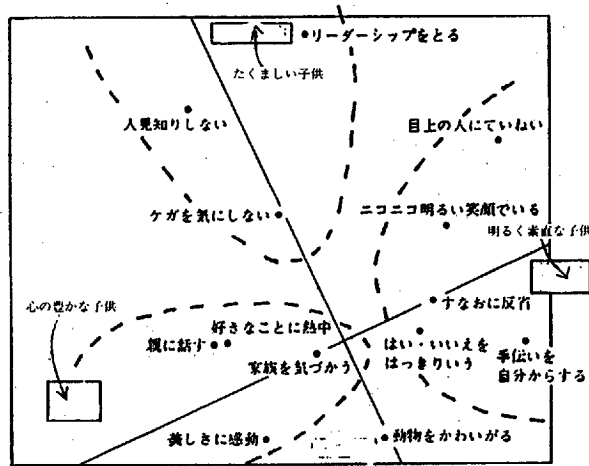 リーダーシップをとる
たくましい子供
人見知りしない
目上の人にていねい
ケガを気にしない
ニコニコ明るい笑顔でいる
明るく素直な子供
すなおに反省
心の豊かな子供
好きなことに熱中
親に話す
家族を気づかう
はい・いいえを
はっきりいう
手伝いを
自分からする
美しさに感動
動物をかわいがる